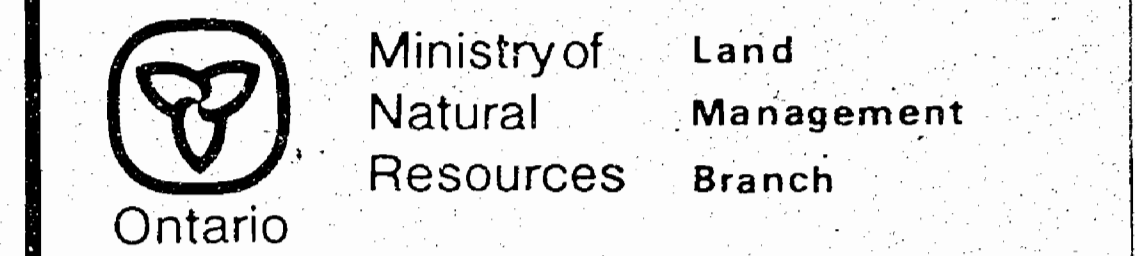 Ministry of
Natural
Resources
Land
Management
Branch
Ontario